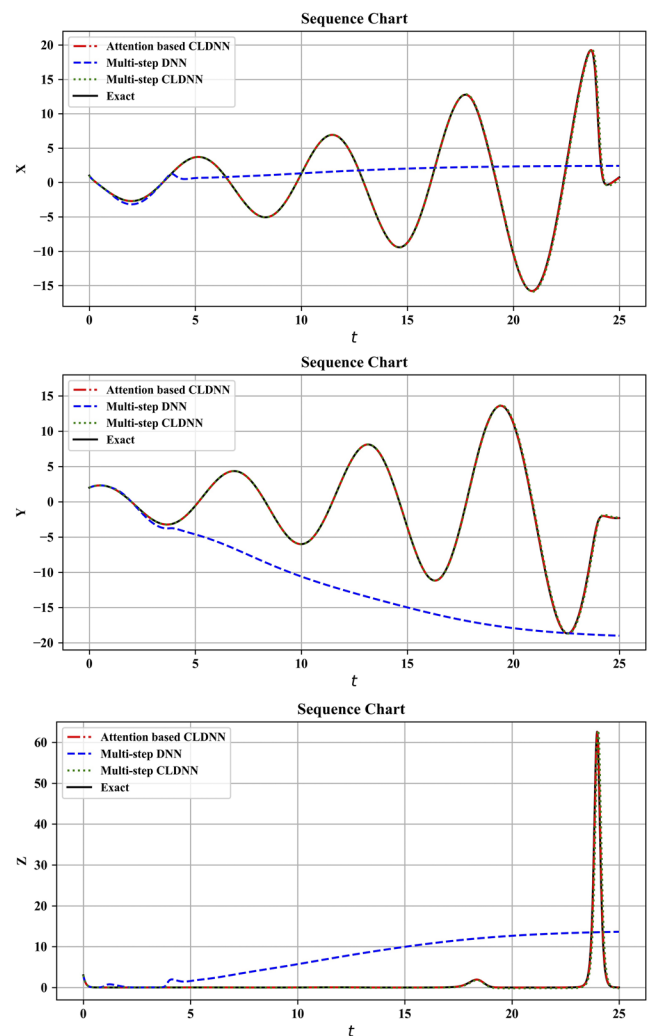 Sequence Chart
Attention based CLDNN
Multi-step DNN
Multi-step CLDNN
Exact
20
15
10
5
0
−5
−10
−15
X
0 5 10 15 20 25
t
Sequence Chart
Attention based CLDNN
Multi-step DNN
Multi-step CLDNN
Exact
15
10
5
0
−5
−10
−15
−20
Y
0 5 10 15 20 25
t
Sequence Chart
Attention based CLDNN
Multi-step DNN
Multi-step CLDNN
Exact
60
50
40
30
20
10
0
Z
0 5 10 15 20 25
t